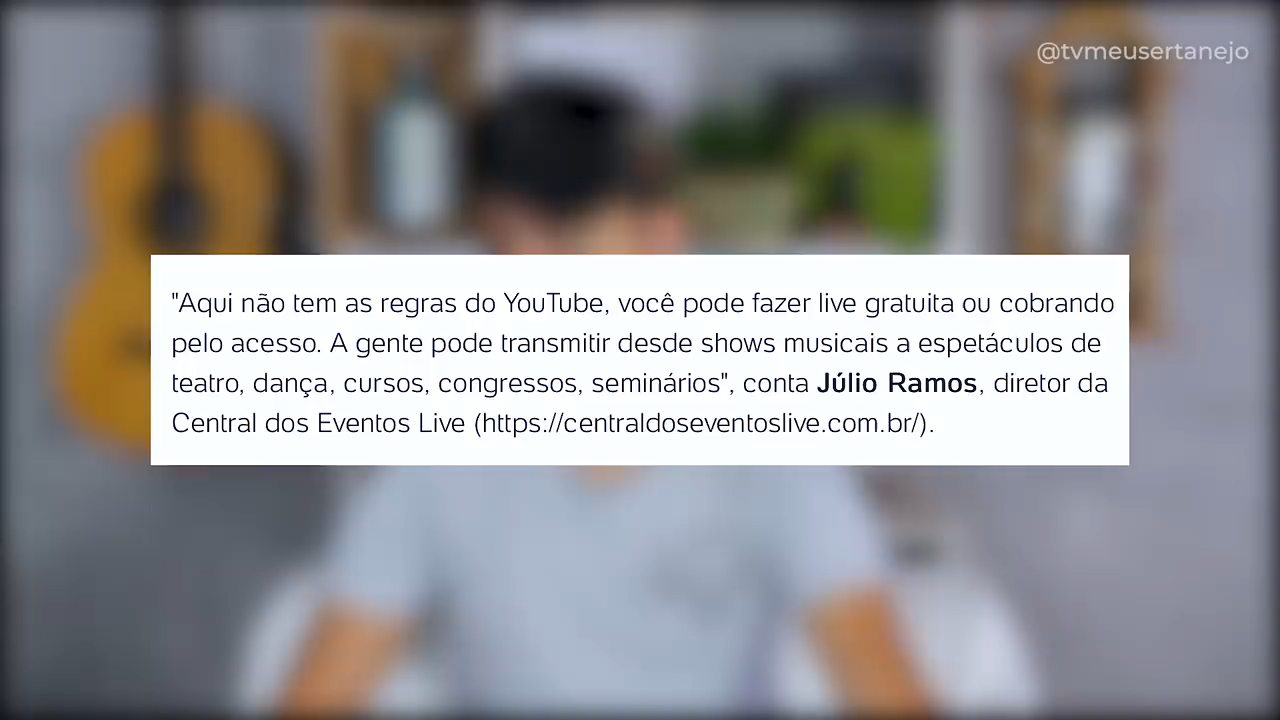 @tvmeusertanejo
"Aqui não tem as regras do YouTube, você pode fazer live gratuita ou cobrando
pelo acesso. A gente pode transmitir desde shows musicais a espetáculos de
teatro, dança, cursos, congressos, seminários", conta Júlio Ramos, diretor da
Central dos Eventos Live (https://centraldoseventoslive.com.br/).